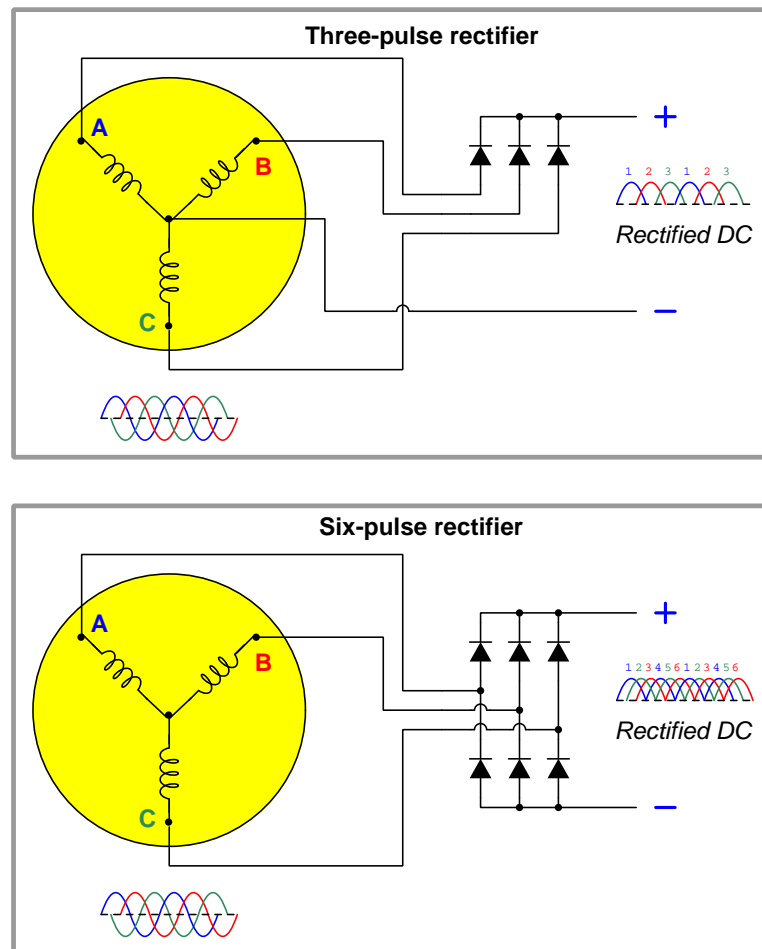 Three-pulse rectifier
A
B
C
+
1 2 3 1 2 3
Rectified DC
−
Six-pulse rectifier
A
B
C
+
1 2 3 4 5 6 1 2 3 4 5 6
Rectified DC
−